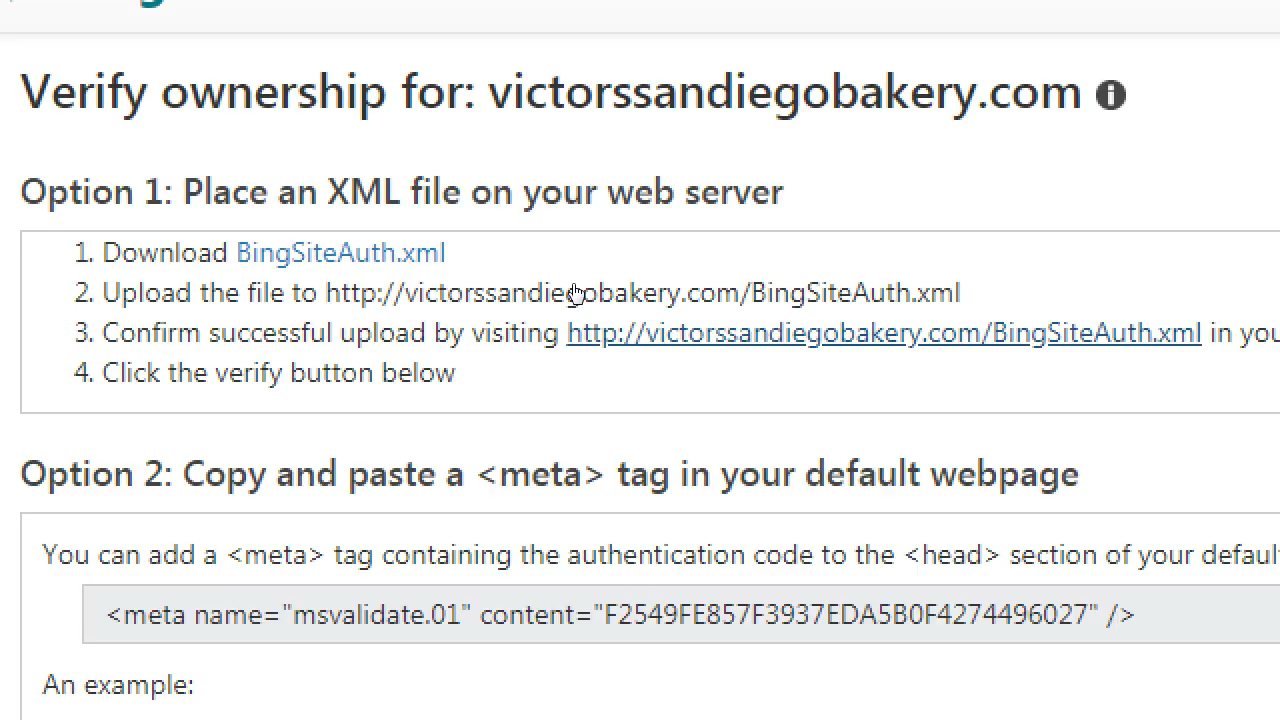 Verify ownership for: victorssandiegobakery.com
Option 1: Place an XML file on your web server
1. Download BingSiteAuth.xml
2. Upload the file to http://victorssandiegobakery.com/BingSiteAuth.xml
3. Confirm successful upload by visiting http://victorssandiegobakery.com/BingSiteAuth.xml in you
4. Click the verify button below
Option 2: Copy and paste a <meta> tag in your default webpage
You can add a <meta> tag containing the authentication code to the <head> section of your defaul
<meta name="msvalidate.01" content="F2549FE857F3937EDA5B0F4274496027" />
An example: